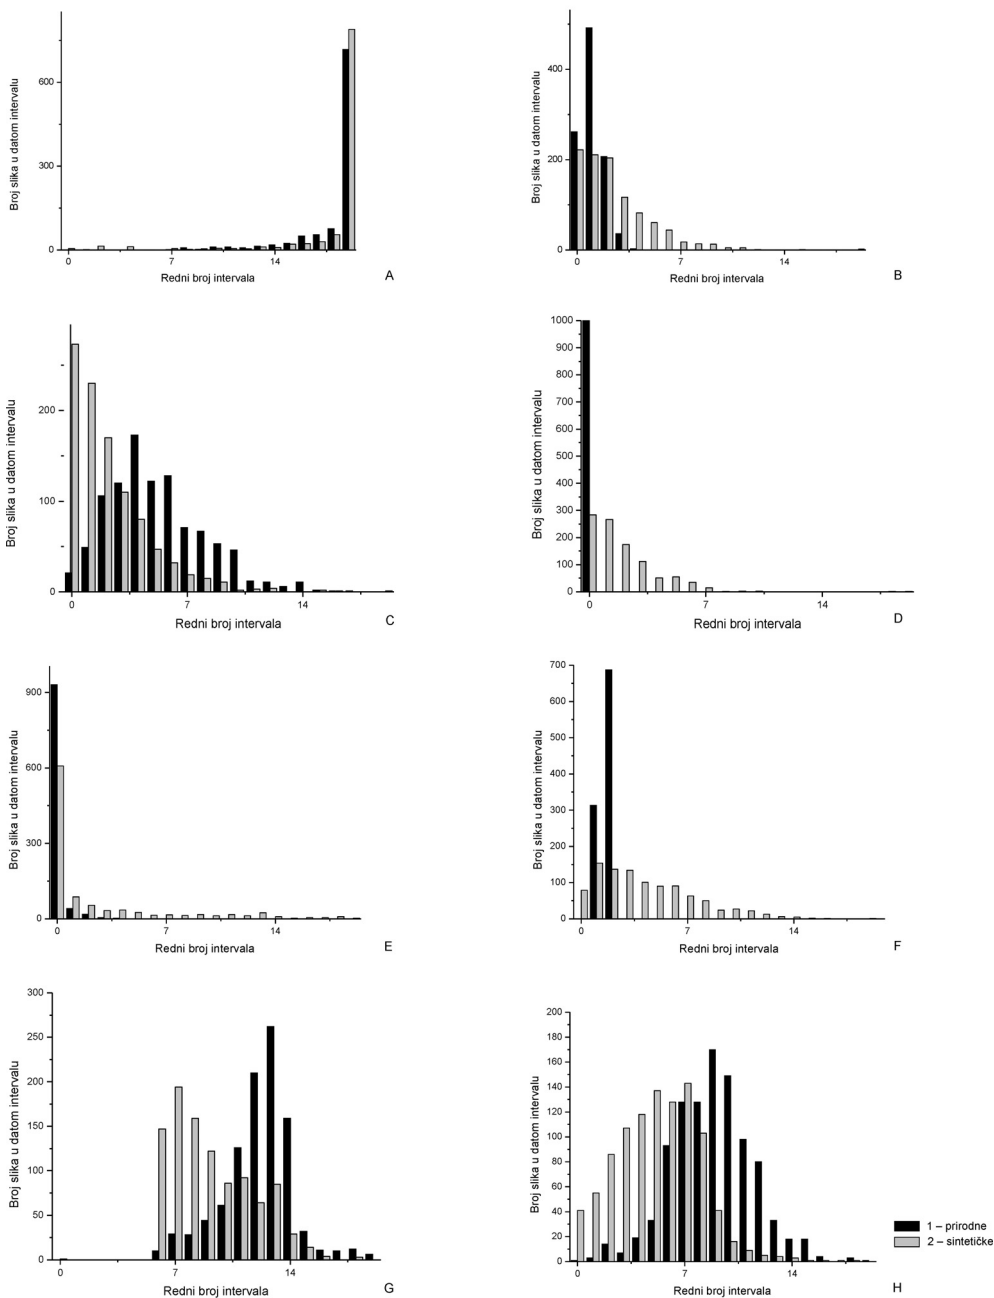 Broj slika u datom intervalu
600
300
0
0
7
14
Redni broj intervala
A
Broj slika u datom intervalu
400
200
0
0
7
14
Redni broj intervala
B
Broj slika u datom intervalu
200
100
0
0
7
14
Redni broj intervala
C
Broj slika u datom intervalu
1000
900
800
700
600
500
400
300
200
100
0
0
7
14
Redni broj intervala
D
Broj slika u datom intervalu
900
600
300
0
0
7
14
Redni broj intervala
E
Broj slika u datom intervalu
700
600
500
400
300
200
100
0
0
7
14
Redni broj intervala
F
Broj slika u datom intervalu
300
250
200
150
100
50
0
0
7
14
Redni broj intervala
G
Broj slika u datom intervalu
200
180
160
140
120
100
80
60
40
20
0
0
7
14
Redni broj intervala
H
1 – prirodne
2 – sintetičke